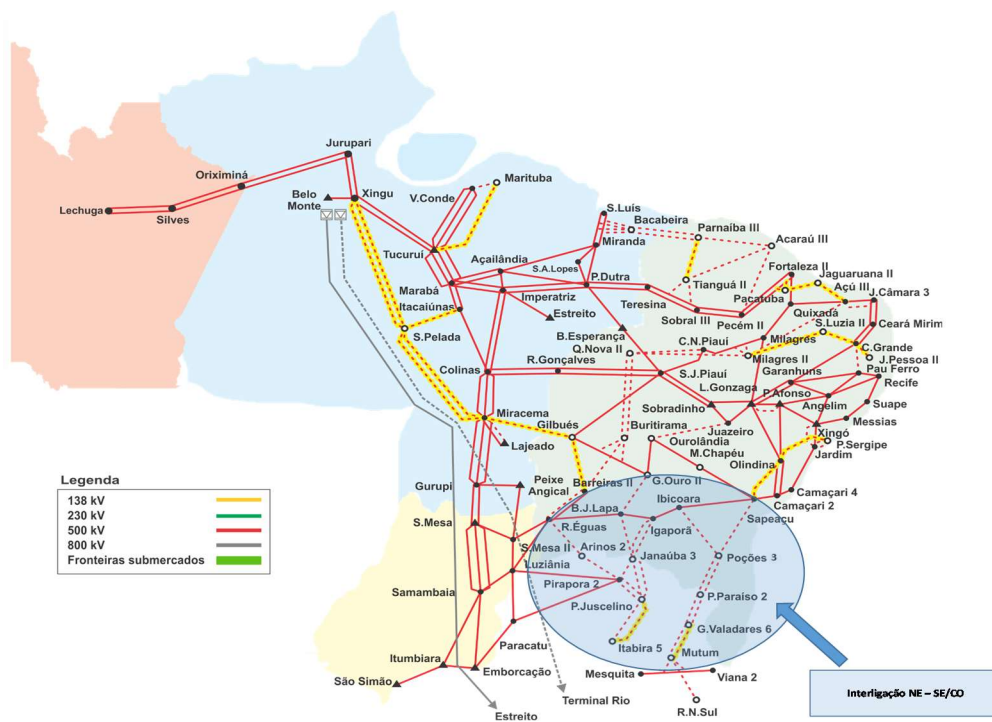 Jurupari
Oriximiná
Xingu
Belo
Monte
Lechuga
Silves
V.Conde
Marituba
Tucuruí
S.Luis
Bacabeira
Parnaíba III
Acaraú III
Miranda
Açailândia
S.A.Lopes
P.Dutra
Marabá
Itacaiúnas
Imperatriz
Estreito
Teresina
Tianguá II
Fortaleza II
Jaguaruana II
Pacatuba
Açú III
J.Câmara 3
Quixadá
Sobral III
Pecém II
S.Luzia II
Ceará Mirim
S.Pelada
B.Esperança
Q.Nova II
C.N.Piauí
Milagres
Milagres II
C.Grande
J.Pessoa II
Colinas
R.Gonçalves
S.J.Piauí
Garanhuns
Pau Ferro
L.Gonzaga
P.Afonso
Recife
Angelim
Suape
Miracema
Gilbués
Sobradinho
Juazeiro
Messias
Buritirama
Ourolândia
Xingó
P.Sergipe
Jardim
Lajeado
M.Chapéu
Olindina
Gurupi
Peixe
Angical
Barfeiras II
G.Ouro II
Camaçari 4
Camaçari 2
Ibicoara
Sapeaçu
S.Mesa
B.J.Lapa
R.Éguas
Igaporã
S.Mesa II
Arinos 2
Janaúba 3
Poções 3
Luziânia
Pirapora 2
Samambaia
P.Juscelino
P.Paraíso 2
G.Valadares 6
Paracatu
Itabira 5
Mutum
Itumbiara
Emborcação
Mesquita
Viana 2
São Simão
Terminal Rio
R.N.Sul
Estreito
Legenda
138 kV
230 kV
500 kV
800 kV
Fronteiras submercados
Interligação NE – SE/CO